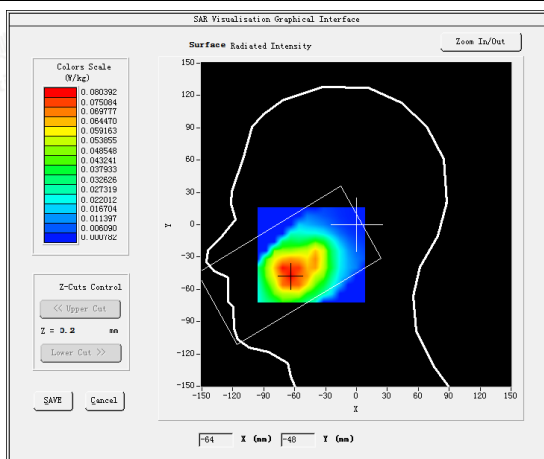 SAR Visualisation Graphical Interface
Surface Radiated Intensity
Zoom In/Out
Colors Scale
(W/kg)
0.080392
0.075084
0.069777
0.064470
0.059163
0.053855
0.048548
0.043241
0.037933
0.032626
0.027319
0.022012
0.016704
0.011397
0.006090
0.000782
Z-Cuts Control
<< Upper Cut
Z = 3.2 mm
Lower Cut >>
SAVE Cancel
150
120
90
60
30
0
-30
-60
-90
-120
-150
Y
-150 -120 -90 -60 -30 0 30 60 90 120 150
X
-64 X (mm) -48 Y (mm)